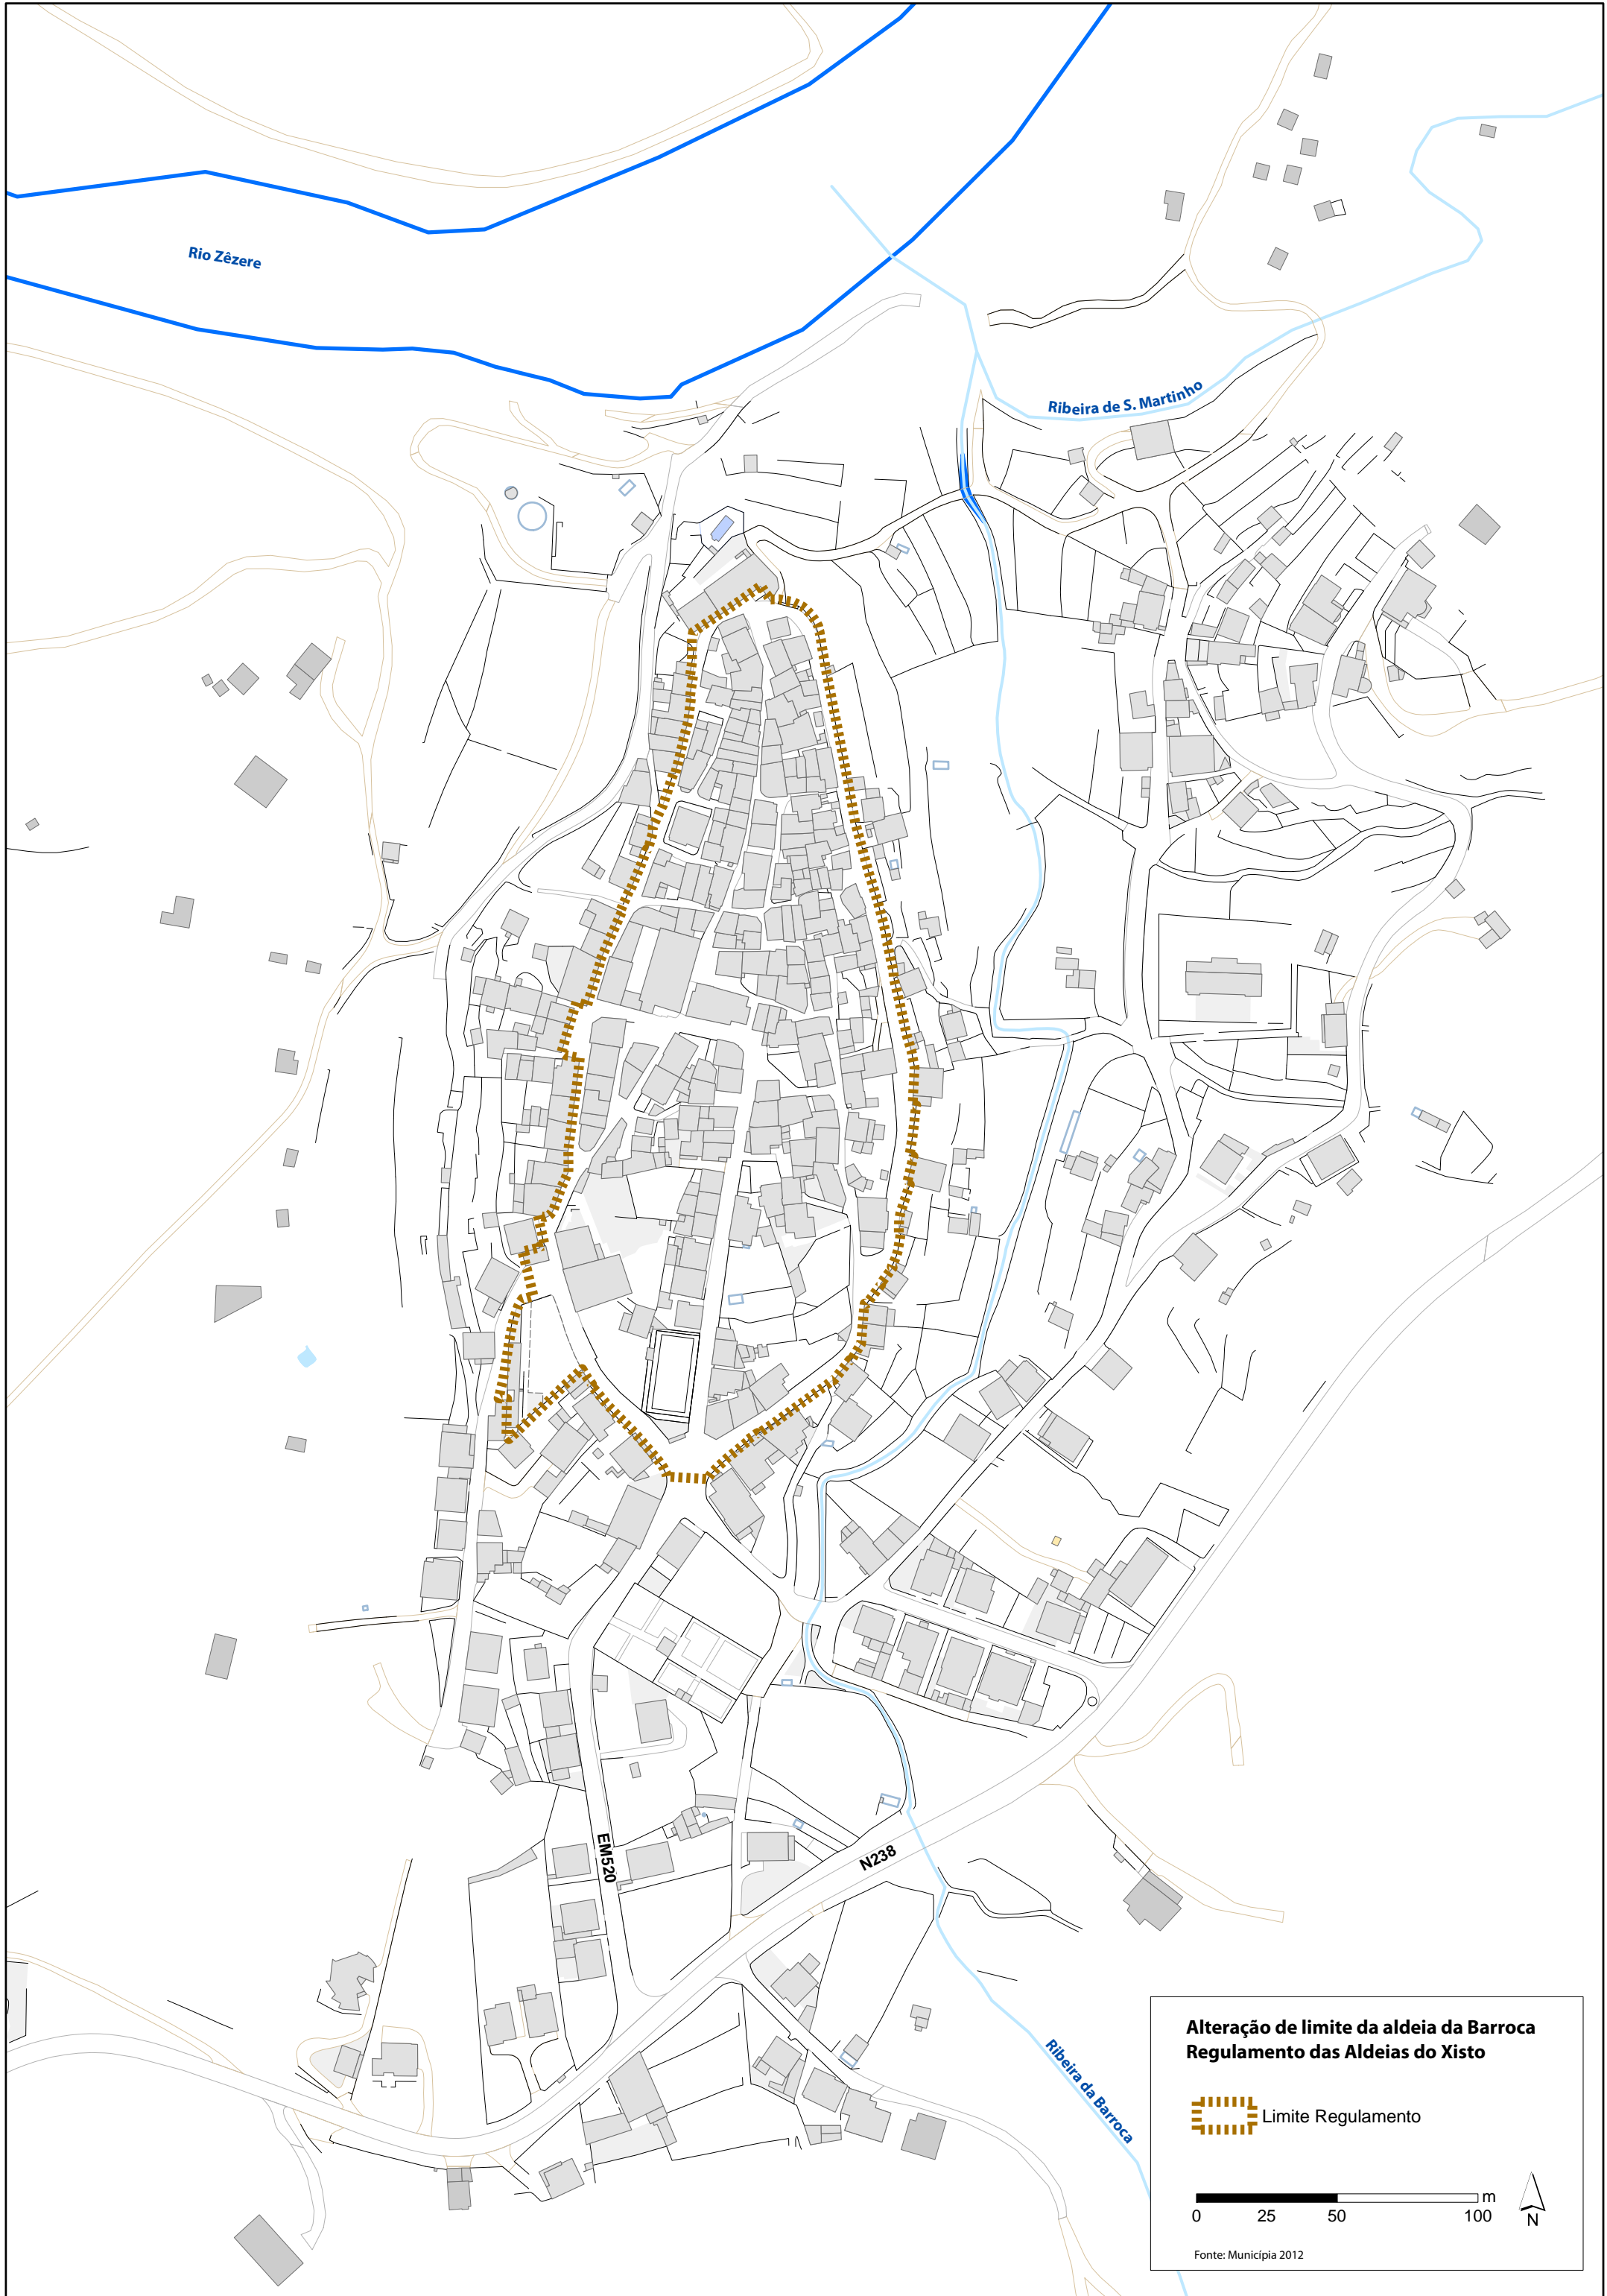 Rio Zêzere
Ribeira de S. Martinho
EM520
N238
Ribeira da Barroca
Alteração de limite da aldeia da Barroca
Regulamento das Aldeias do Xisto
Limite Regulamento
m
0 25 50 100
N
Fonte: Municípia 2012